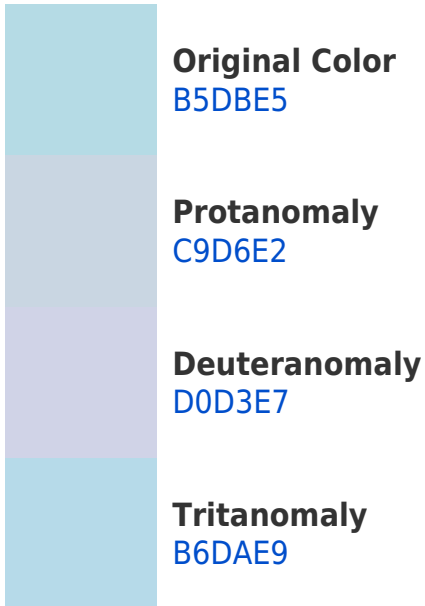 Original Color
B5DBE5
Protanomaly
C9D6E2
Deuteranomaly
D0D3E7
Tritanomaly
B6DAE9